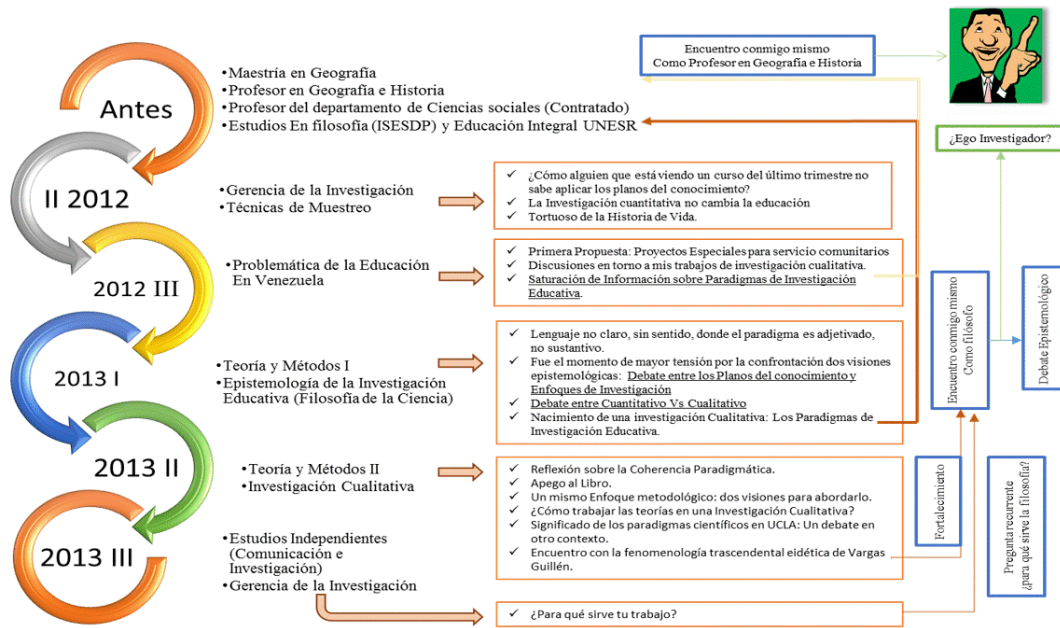 Antes
•Maestría en Geografía
•Profesor en Geografía e Historia
•Profesor del departamento de Ciencias sociales (Contratado)
•Estudios En filosofía (ISESDP) y Educación Integral UNESR
Encuentro conmigo mismo
Como Profesor en Geografía e Historia
¿Ego Investigador?
II 2012
•Gerencia de la Investigación
•Técnicas de Muestreo
✓ ¿Cómo alguien que está viendo un curso del último trimestre no
sabe aplicar los planos del conocimiento?
✓ La Investigación cuantitativa no cambia la educación
✓ Tortuoso de la Historia de Vida.
2012 III
•Problemática de la Educación
En Venezuela
✓ Primera Propuesta: Proyectos Especiales para servicio comunitarios
✓ Discusiones en torno a mis trabajos de investigación cualitativa.
✓ Saturación de Información sobre Paradigmas de Investigación
Educativa.
2013 I
•Teoría y Métodos I
•Epistemología de la Investigación
Educativa (Filosofía de la Ciencia)
✓ Lenguaje no claro, sin sentido, donde el paradigma es adjetivado,
no sustantivo.
✓ Fue el momento de mayor tensión por la confrontación dos visiones
epistemológicas: Debate entre los Planos del conocimiento y
Enfoques de Investigación
✓ Debate entre Cuantitativo Vs Cualitativo
✓ Nacimiento de una investigación Cualitativa: Los Paradigmas de
Investigación Educativa.
Encuentro conmigo mismo
Como filósofo
Debate Epistemológico
2013 II
•Teoría y Métodos II
•Investigación Cualitativa
✓ Reflexión sobre la Coherencia Paradigmática.
✓ Apego al Libro.
✓ Un mismo Enfoque metodológico: dos visiones para abordarlo.
✓ ¿Cómo trabajar las teorías en una Investigación Cualitativa?
✓ Significado de los paradigmas científicos en UCLA: Un debate en
otro contexto.
✓ Encuentro con la fenomenología trascendental eidética de Vargas
Guillén.
Fortalecimiento
Pregunta recurrente
¿para qué sirve la filosofía?
2013 III
•Estudios Independientes
(Comunicación e
Investigación)
•Gerencia de la Investigación
✓ ¿Para qué sirve tu trabajo?